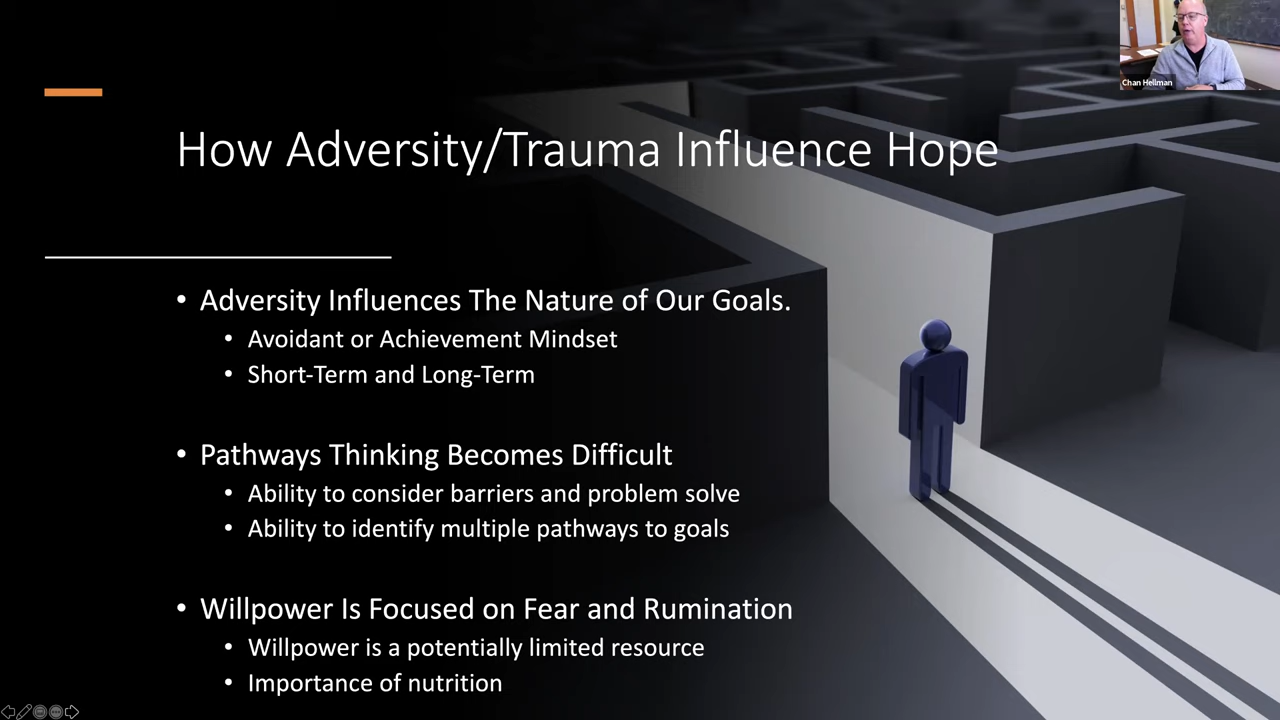 Chan Hellman
How Adversity/Trauma Influence Hope
• Adversity Influences The Nature of Our Goals.
• Avoidant or Achievement Mindset
• Short-Term and Long-Term
• Pathways Thinking Becomes Difficult
• Ability to consider barriers and problem solve
• Ability to identify multiple pathways to goals
• Willpower Is Focused on Fear and Rumination
• Willpower is a potentially limited resource
• Importance of nutrition